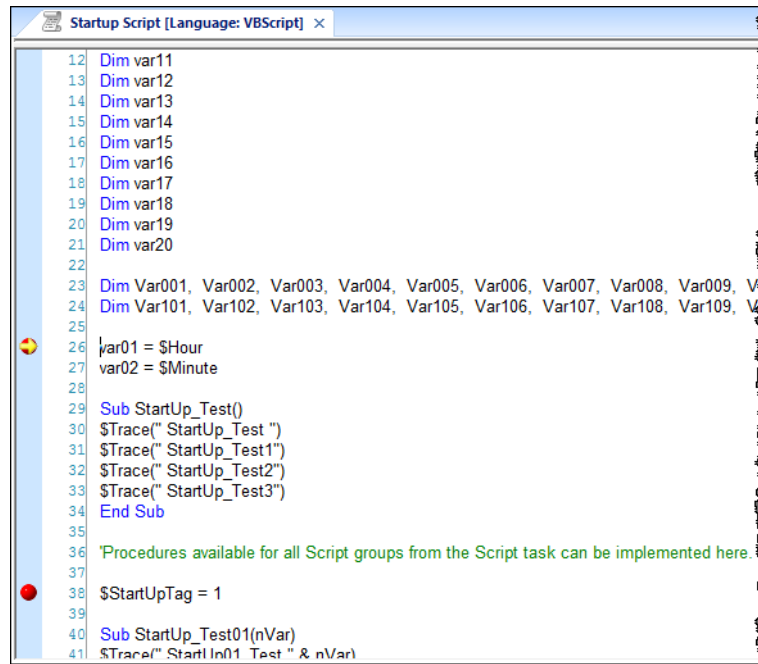 Startup Script [Language: VBScript] ×
12 Dim var11
13 Dim var12
14 Dim var13
15 Dim var14
16 Dim var15
17 Dim var16
18 Dim var17
19 Dim var18
20 Dim var19
21 Dim var20
22
23 Dim Var001, Var002, Var003, Var004, Var005, Var006, Var007, Var008, Var009,
24 Dim Var101, Var102, Var103, Var104, Var105, Var106, Var107, Var108, Var109,
25
26 var01 = $Hour
27 var02 = $Minute
28
29 Sub StartUp_Test()
30 $Trace(" StartUp_Test ")
31 $Trace(" StartUp_Test1")
32 $Trace(" StartUp_Test2")
33 $Trace(" StartUp_Test3")
34 End Sub
35
36 'Procedures available for all Script groups from the Script task can be implemented here.
37
38 $StartUpTag = 1
39
40 Sub StartUp_Test01(nVar)
41 $Trace(" StartUp01_Test " & nVar)